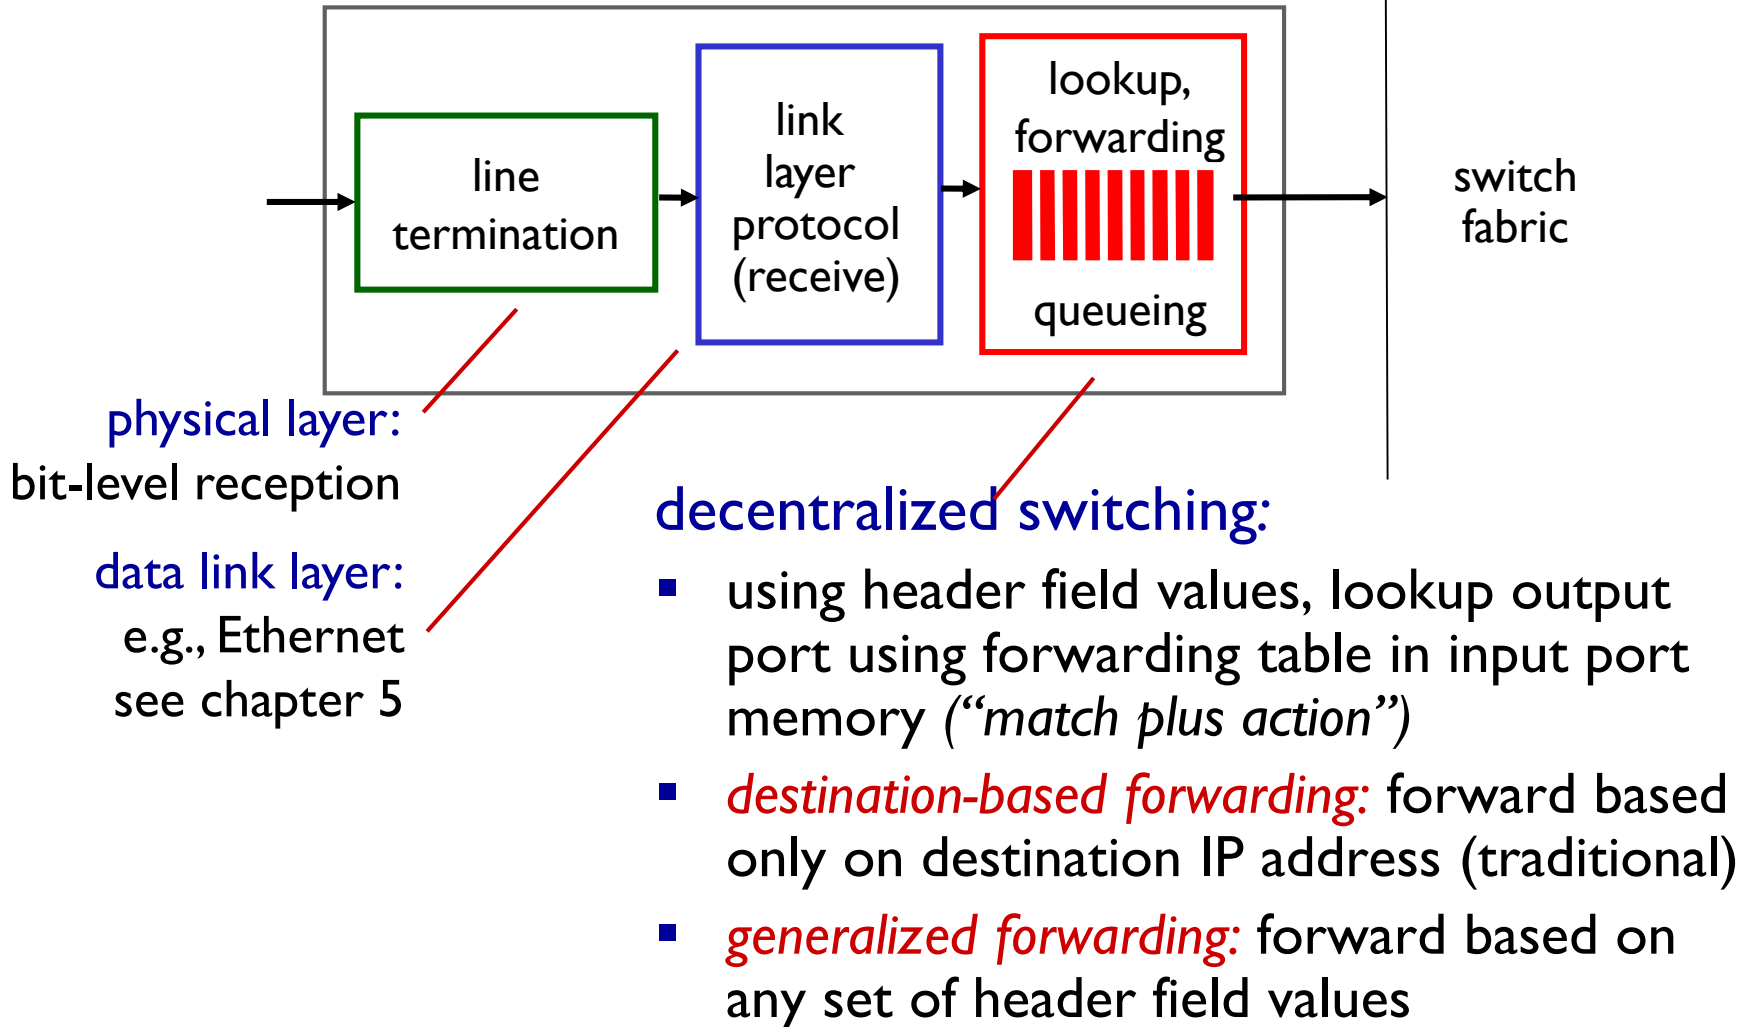 line
termination
link
layer
protocol
(receive)
lookup,
forwarding
queueing
switch
fabric
physical layer:
bit-level reception
data link layer:
e.g., Ethernet
see chapter 5
decentralized switching:
▪ using header field values, lookup output
port using forwarding table in input port
memory (“match plus action”)
▪ destination-based forwarding: forward based
only on destination IP address (traditional)
▪ generalized forwarding: forward based on
any set of header field values